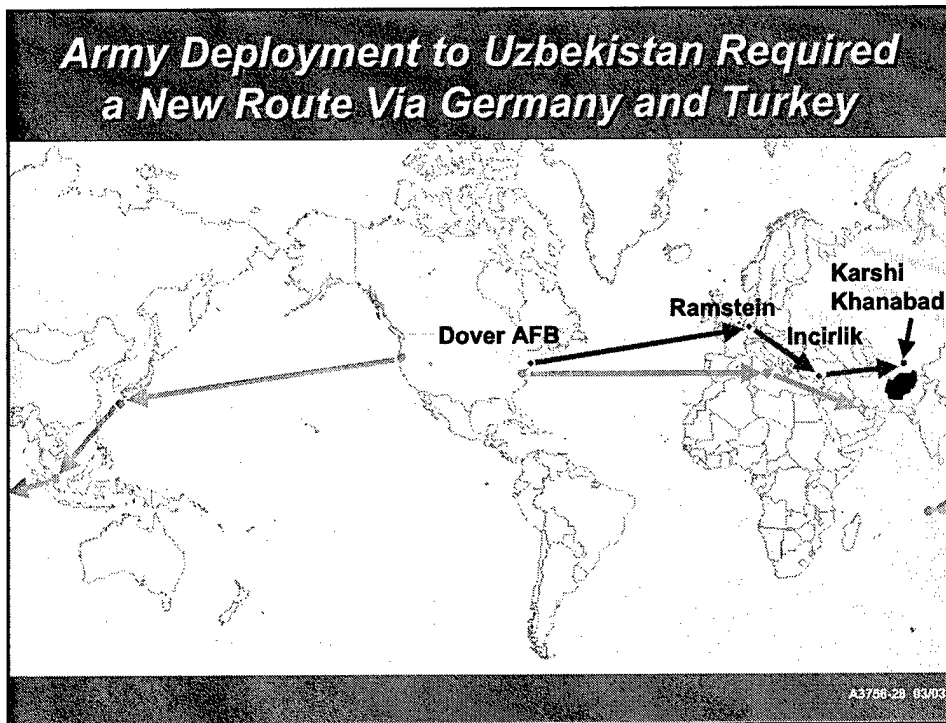 Army Deployment to Uzbekistan Required
a New Route Via Germany and Turkey
Karshi
Khanabad
Ramstein
Dover AFB
Incirlik
A3756-28 03/03